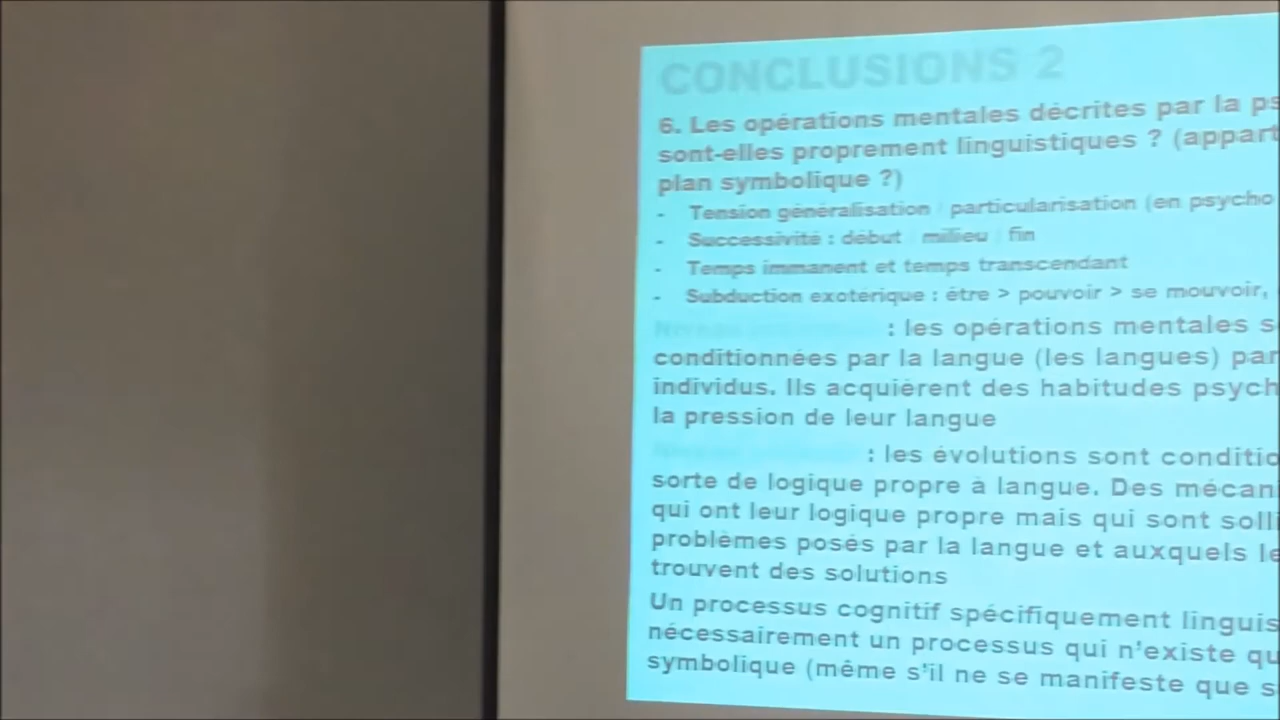 CONCLUSIONS 2
6. Les opérations mentales décrites par la ps
sont-elles proprement linguistiques ? (appart
plan symbolique ?)
- Tension généralisation / particularisation (en psycho
- Successivité : début / milieu / fin
- Temps immanent et temps transcendant
- Subduction exotérique : être > pouvoir > se mouvoir,
: les opérations mentales s
conditionnées par la langue (les langues) par
individus. Ils acquièrent des habitudes psych
la pression de leur langue
: les évolutions sont conditio
sorte de logique propre à langue. Des mécani
qui ont leur logique propre mais qui sont solli
problèmes posés par la langue et auxquels le
trouvent des solutions
Un processus cognitif spécifiquement linguis
nécessairement un processus qui n'existe qu
symbolique (même s'il ne se manifeste que s